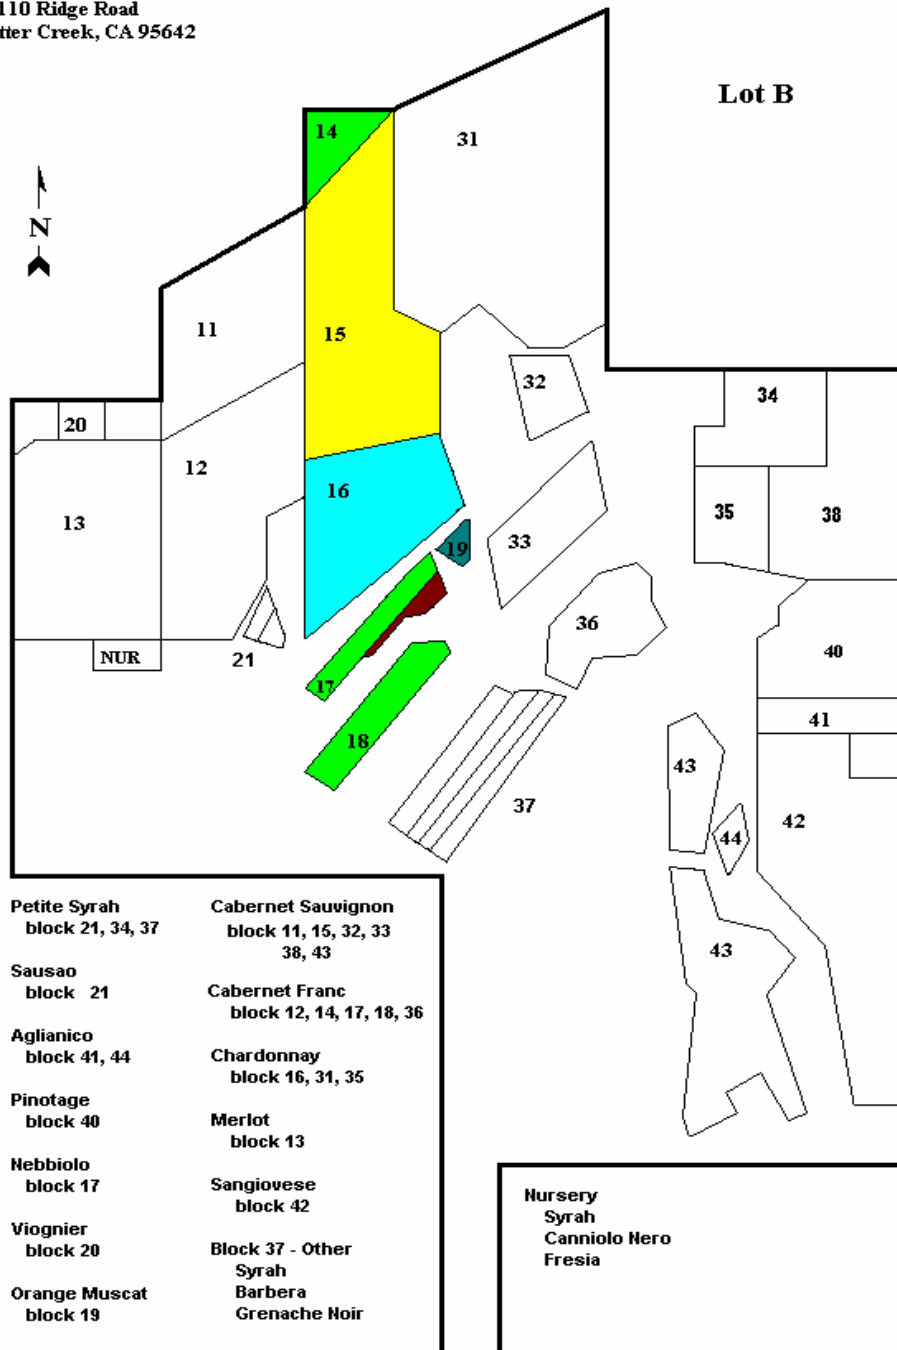 110 Ridge Road
tter Creek, CA 95642
Lot B
14
31
N
11
15
32
34
20
12
16
13
35
38
33
19
36
NUR
21
40
17
41
18
43
37
42
44
43
Petite Syrah
block 21, 34, 37
Sausao
block 21
Aglianico
block 41, 44
Pinotage
block 40
Nebbiolo
block 17
Viognier
block 20
Orange Muscat
block 19
Cabernet Sauvignon
block 11, 15, 32, 33
38, 43
Cabernet Franc
block 12, 14, 17, 18, 36
Chardonnay
block 16, 31, 35
Merlot
block 13
Sangiovese
block 42
Block 37 - Other
Syrah
Barbera
Grenache Noir
Nursery
Syrah
Canniolo Nero
Fresia